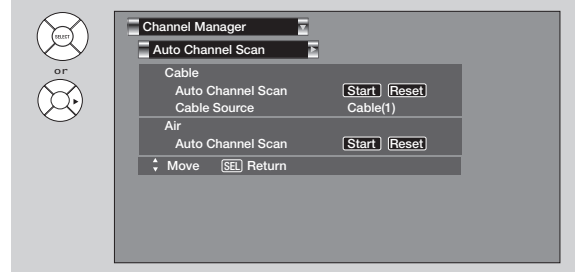 SELECT
or
Channel Manager
Auto Channel Scan
Cable
Auto Channel Scan Start Reset
Cable Source Cable(1)
Air
Auto Channel Scan Start Reset
Move SEL Return